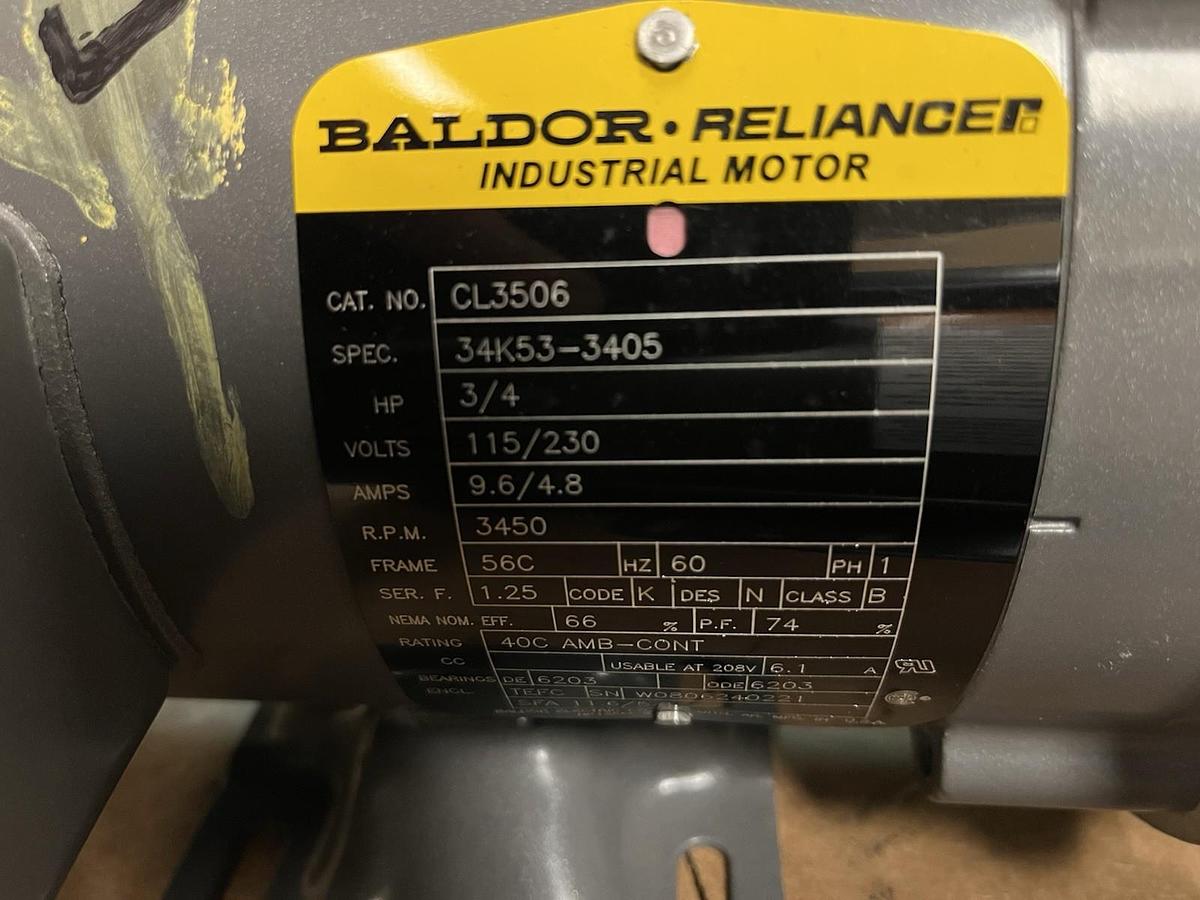 BALDOR • RELIANCE
INDUSTRIAL MOTOR
CAT. NO. CL3506
SPEC. 34K53-3405
HP 3/4
VOLTS 115/230
AMPS 9.6/4.8
R.P.M. 3450
FRAME 56C HZ 60 PH 1
SER. F. 1.25 CODE K DES N CLASS B
NEMA NOM. EFF. 66 % P.F. 74 %
RATING 40C AMB-CONT
CC USABLE AT 208V 6.1 A
BEARINGS DE 6203 ODE 6203
ENCL. TEFC SN W0806240221
SFA 11.6/